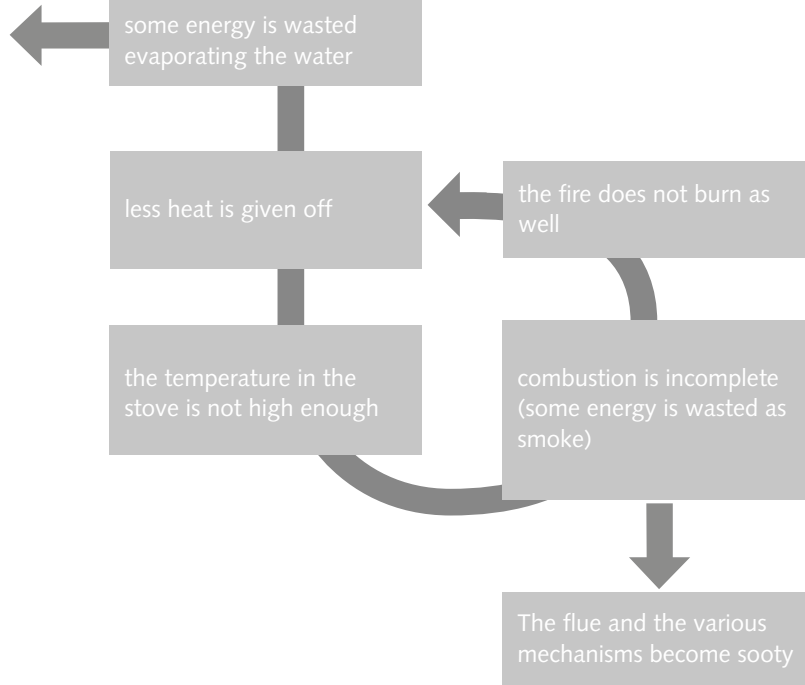 some energy is wasted
evaporating the water
less heat is given off
the temperature in the
stove is not high enough
combustion is incomplete
(some energy is wasted as
smoke)
the fire does not burn as
well
The flue and the various
mechanisms become sooty